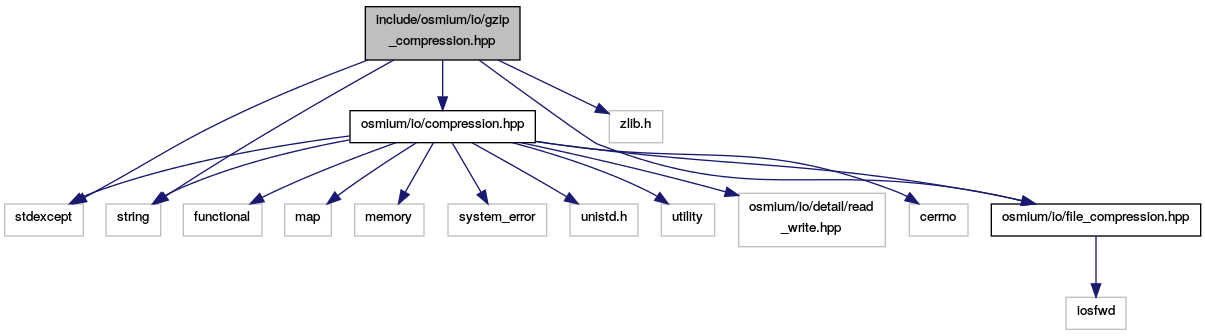 include/osmium/io/gzip
_compression.hpp
osmium/io/compression.hpp
zlib.h
stdexcept
string
functional
map
memory
system_error
unistd.h
utility
osmium/io/detail/read
_write.hpp
cerrno
osmium/io/file_compression.hpp
iosfwd